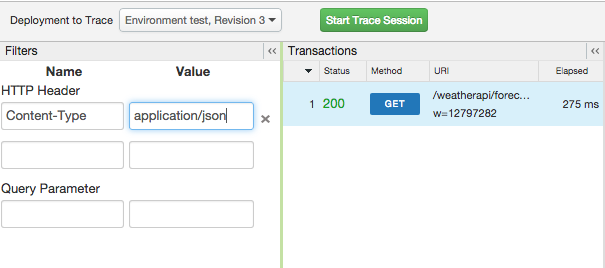 Deployment to Trace Environment test, Revision 3 Start Trace Session
Filters
Name Value
HTTP Header
Content-Type application/json
Query Parameter
Transactions
Status Method URI Elapsed
1 200 GET /weatherapi/forec... 275 ms
w=12797282